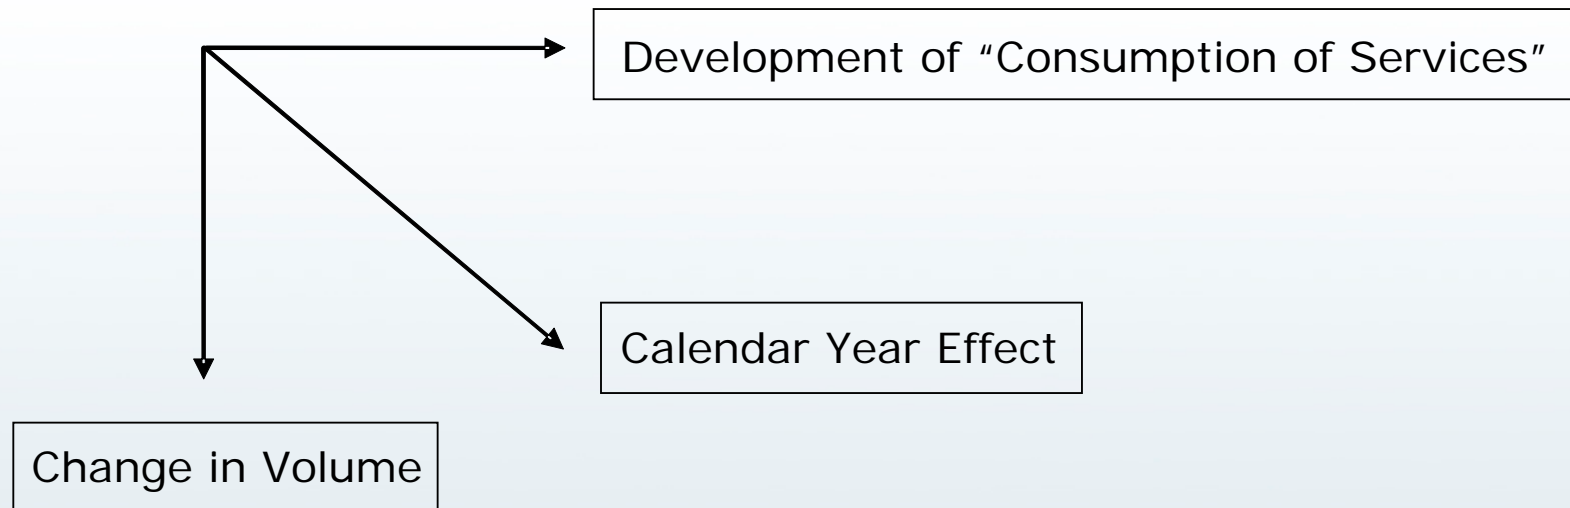 Development of “Consumption of Services”
Calendar Year Effect
Change in Volume